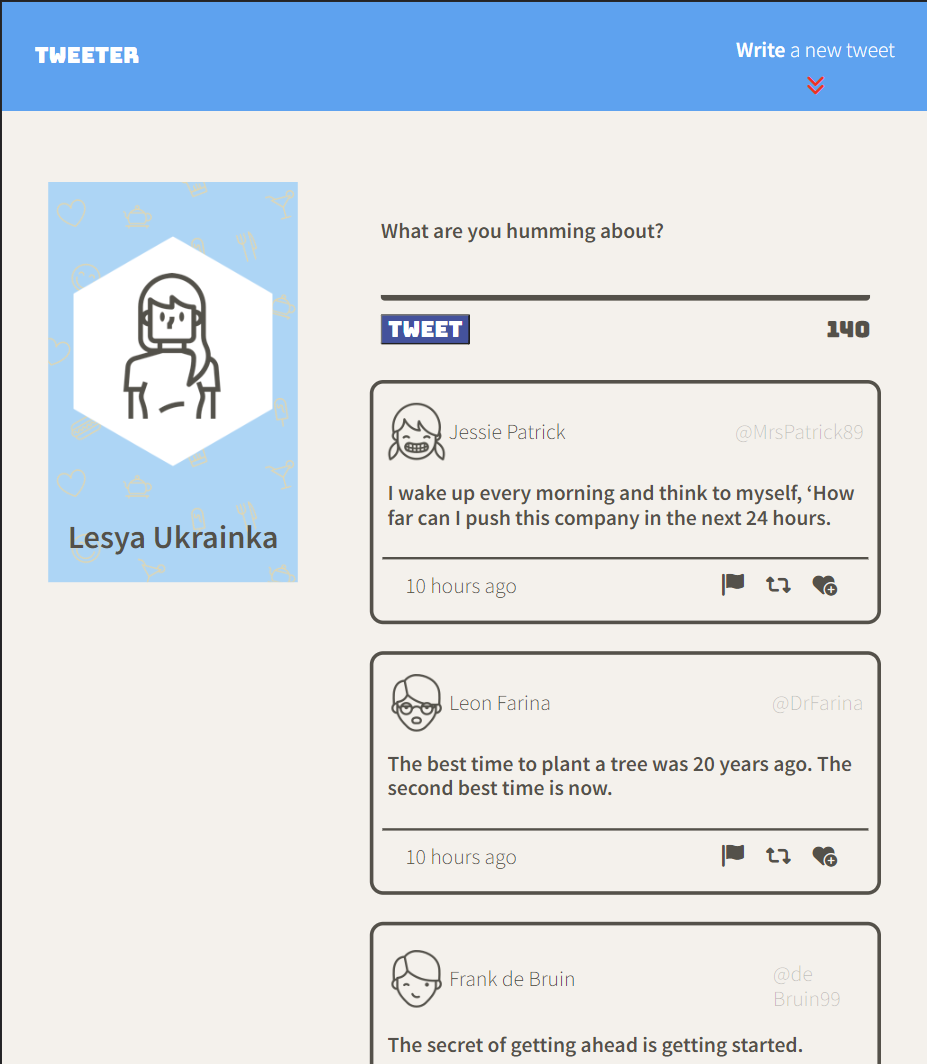 TWEETER
Write a new tweet
Lesya Ukrainka
What are you humming about?
TWEET
140
Jessie Patrick
@MrsPatrick89
I wake up every morning and think to myself, ‘How
far can I push this company in the next 24 hours.
10 hours ago
Leon Farina
@DrFarina
The best time to plant a tree was 20 years ago. The
second best time is now.
10 hours ago
Frank de Bruin
@de
Bruin99
The secret of getting ahead is getting started.